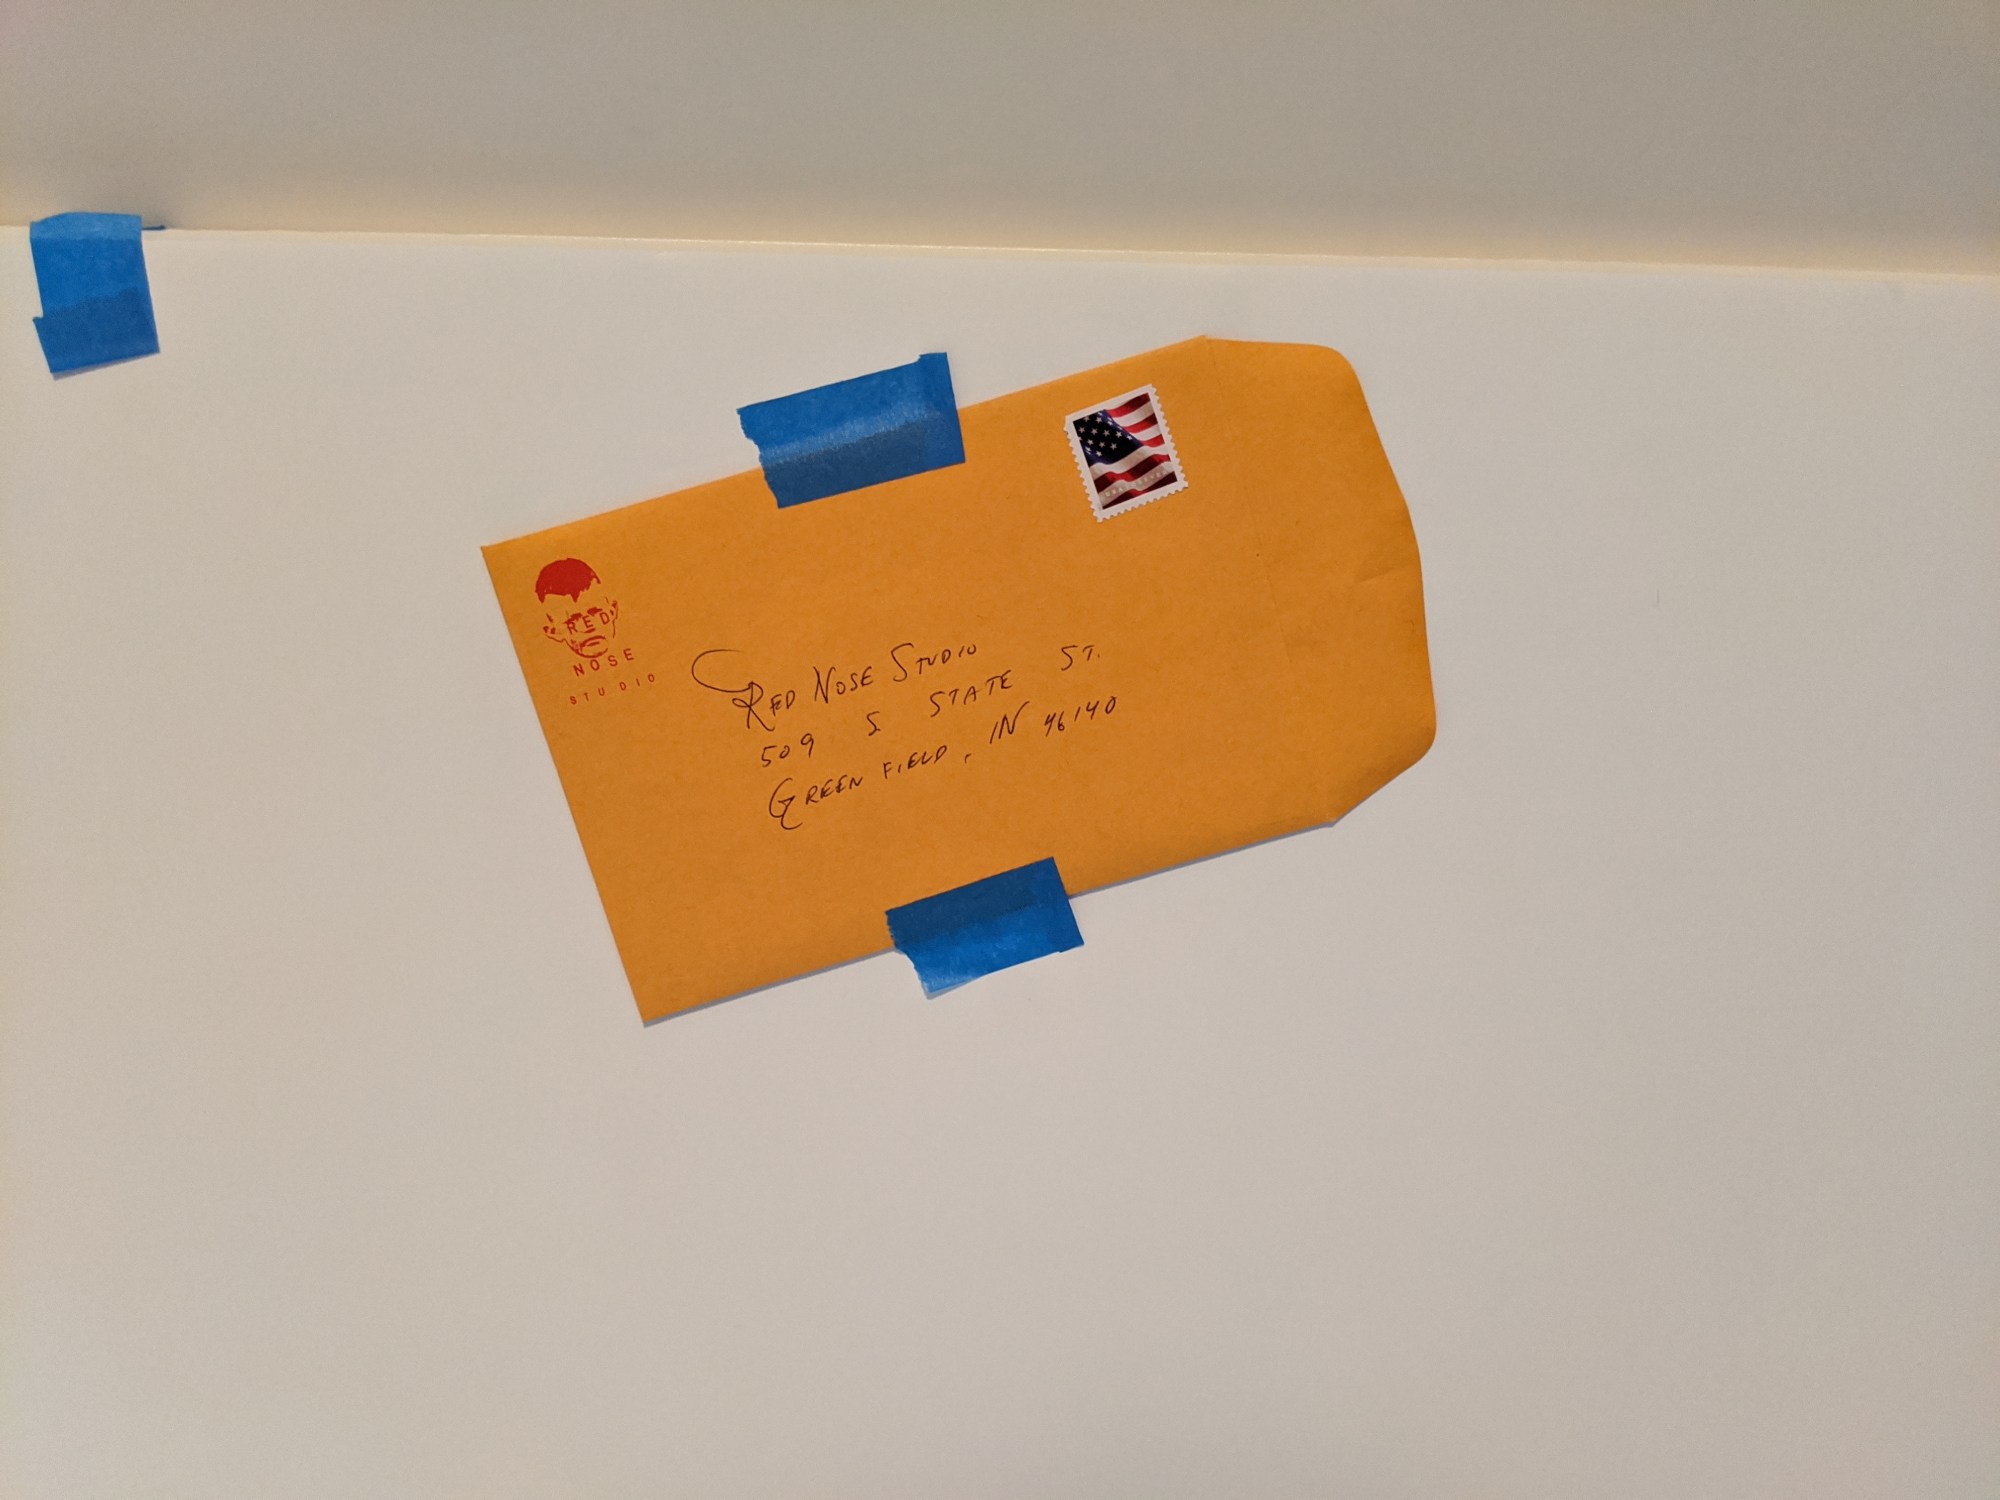 RED
NOSE
STUDIO
RED NOSE STUDIO
509 S STATE ST.
GREENFIELD, IN 46140